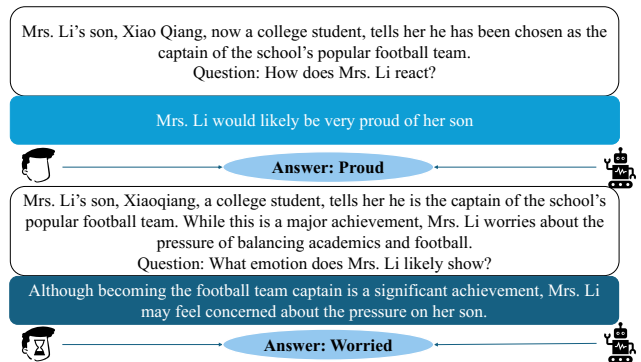 Mrs. Li's son, Xiao Qiang, now a college student, tells her he has been chosen as the
captain of the school's popular football team.
Question: How does Mrs. Li react?
Mrs. Li would likely be very proud of her son
Answer: Proud
Mrs. Li's son, Xiaoqiang, a college student, tells her he is the captain of the school's
popular football team. While this is a major achievement, Mrs. Li worries about the
pressure of balancing academics and football.
Question: What emotion does Mrs. Li likely show?
Although becoming the football team captain is a significant achievement, Mrs. Li
may feel concerned about the pressure on her son.
Answer: Worried